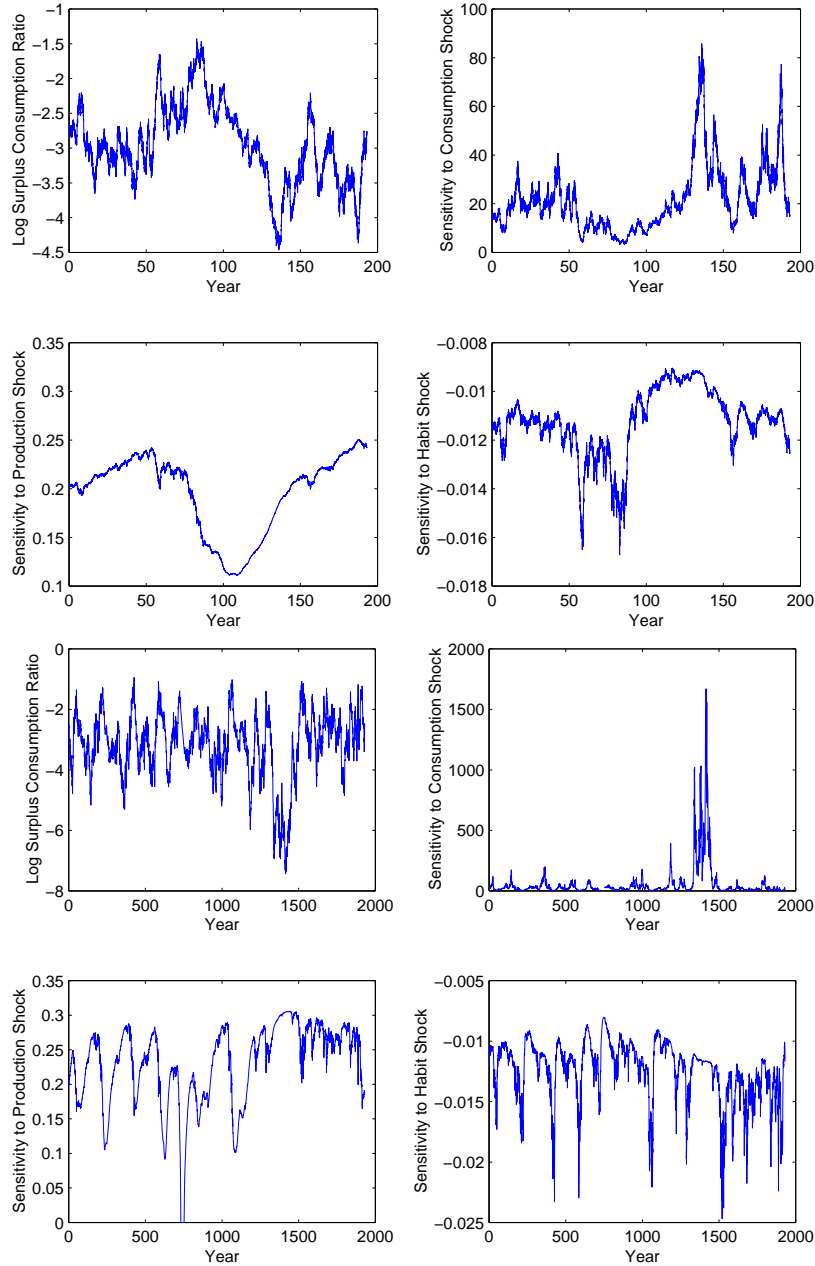 −1
−1.5
−2
−2.5
−3
−3.5
−4
−4.5
0 50 100 150 200
Year
Log Surplus Consumption Ratio
100
80
60
40
20
0
0 50 100 150 200
Year
Sensitivity to Consumption Shock
0.35
0.3
0.25
0.2
0.15
0.1
0 50 100 150 200
Year
Sensitivity to Production Shock
−0.008
−0.01
−0.012
−0.014
−0.016
−0.018
0 50 100 150 200
Year
Sensitivity to Habit Shock
0
−2
−4
−6
−8
0 500 1000 1500 2000
Year
Log Surplus Consumption Ratio
2000
1500
1000
500
0
0 500 1000 1500 2000
Year
Sensitivity to Consumption Shock
0.35
0.3
0.25
0.2
0.15
0.1
0.05
0
0 500 1000 1500 2000
Year
Sensitivity to Production Shock
−0.005
−0.01
−0.015
−0.02
−0.025
0 500 1000 1500 2000
Year
Sensitivity to Habit Shock